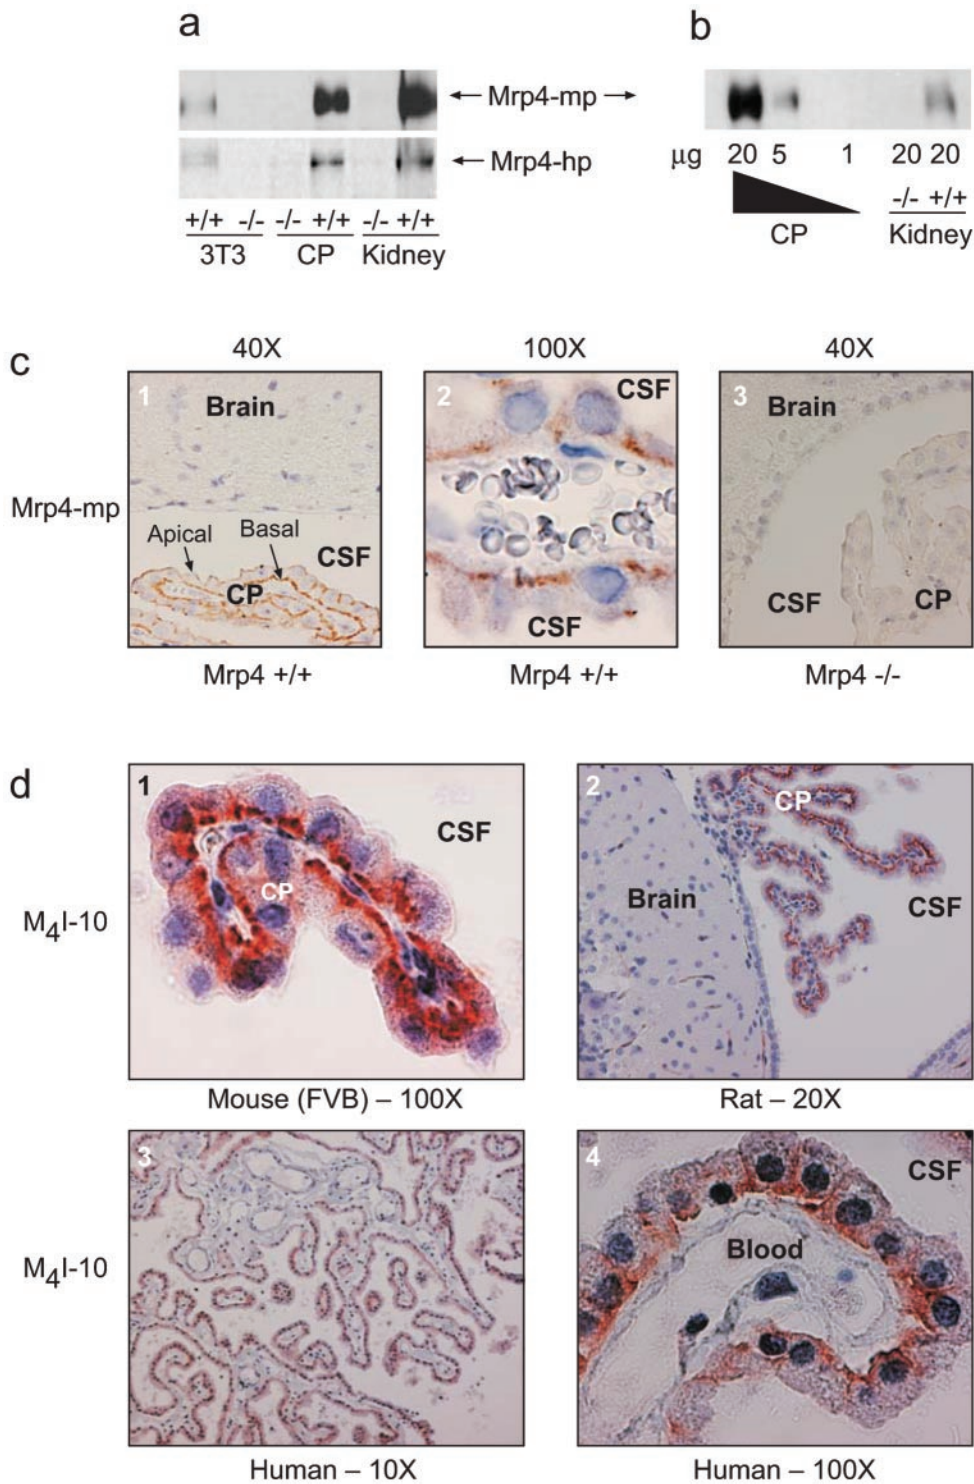 a
b
← Mrp4-mp →
← Mrp4-hp
+/+ -/- -/- +/+ -/- +/+
3T3 CP Kidney
μg 20 5 1 20 20
-/- +/+
CP Kidney
c
40X 100X 40X
1 Brain
2 CSF
3 Brain
Mrp4-mp
Apical Basal CSF
CP
CSF
CSF CP
Mrp4 +/+ Mrp4 +/+ Mrp4 -/-
d
1 CSF
CP
2 CP
Brain CSF
M4I-10
Mouse (FVB) – 100X Rat – 20X
3
4 CSF
Blood
M4I-10
Human – 10X Human – 100X